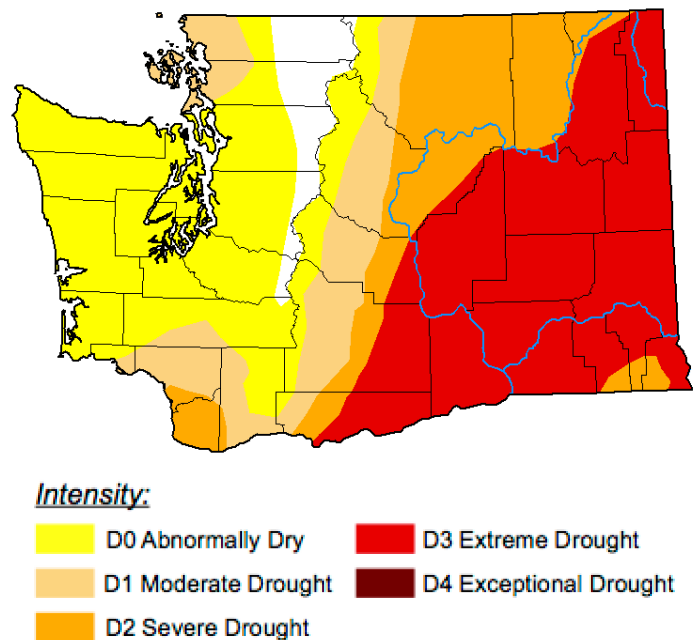 Intensity:
D0 Abnormally Dry
D1 Moderate Drought
D2 Severe Drought
D3 Extreme Drought
D4 Exceptional Drought